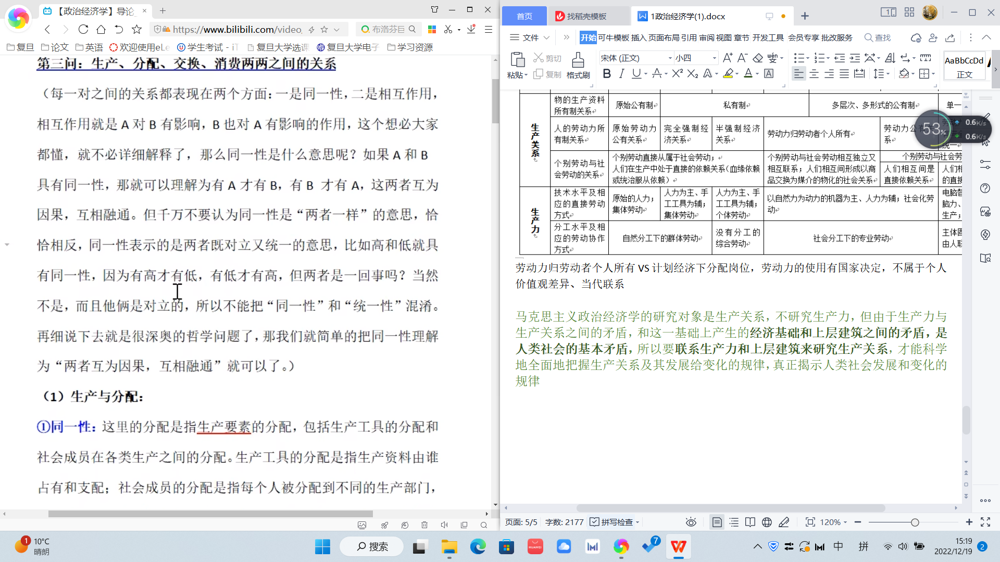 【政治经济学】导论
https://www.bilibili.com/video
布洛芬
复旦 论文 英语 欢迎使用eLe 学生考试 - 复旦大学选课 复旦大学电子 学习资源
第三问：生产、分配、交换、消费两两之间的关系
（每一对之间的关系都表现在两个方面：一是同一性，二是相互作用，
相互作用就是 A 对 B 有影响，B 也对 A 有影响的作用，这个想必大家
都懂，就不必详细解释了，那么同一性是什么意思呢？如果 A 和 B
具有同一性，那就可以理解为有 A 才有 B，有 B 才有 A，这两者互为
因果，互相融通。但千万不要认为同一性是“两者一样”的意思，恰
恰相反，同一性表示的是两者既对立又统一的意思，比如高和低就具
有同一性，因为有高才有低，有低才有高，但两者是一回事吗？当然
不是，而且他俩是对立的，所以不能把“同一性”和“统一性”混淆。
再细说下去就是很深奥的哲学问题了，那我们就简单的把同一性理解
为“两者互为因果，互相融通”就可以了。）
（1）生产与分配：
①同一性：这里的分配是指生产要素的分配，包括生产工具的分配和
社会成员在各类生产之间的分配。生产工具的分配是指生产资料由谁
占有和支配；社会成员的分配是指每个人被分配到不同的生产部门，
首页 找稻壳模板 1政治经济学(1).docx
文件 开始 可牛模板 插入 页面布局 引用 审阅 视图 章节 开发工具 会员专享 批改服务 查找
粘贴 剪切 复制 格式刷 宋体 (正文) 小四 AaBbCcDd 正文
生产关系
物的生产资料所有制关系 原始公有制 私有制 多层次、多形式的公有制 单一
人的劳动力所有制关系 原始劳动力公有关系 完全强制经济关系 半强制经济关系 劳动力归劳动者个人所有
个别劳动与社会劳动的关系 个别劳动直接从属于社会劳动；人们在生产中处于直接的依赖关系（血缘依赖或统治服从依赖） 个别劳动与社会劳动相互独立又相互联系；人们相互间形成以商品交换为媒介的物化的社会关系 个别劳动与社会劳 人们相互间是直接依赖关系 人们相的直接
生产力
技术水平及相应的直接劳动方式 原始的人力；集体劳动 人力为主、手工工具为辅；集体劳动 人力为主、手工工具为辅；个体劳动 以自然力为动力的机器为主、人力为辅；社会化劳动 电脑 脑力、生产；
分工水平及相应的劳动协作方式 自然分工下的群体劳动 没有分工的综合劳动 社会分工下的专业劳动 主体 由人联
53%
0.6K/s
0.6K/s
劳动力归劳动者个人所有 VS 计划经济下分配岗位，劳动力的使用有国家决定，不属于个人
价值观差异、当代联系
马克思主义政治经济学的研究对象是生产关系，不研究生产力，但由于生产力与
生产关系之间的矛盾，和这一基础上产生的经济基础和上层建筑之间的矛盾，是
人类社会的基本矛盾，所以要联系生产力和上层建筑来研究生产关系，才能科学
地全面地把握生产关系及其发展给变化的规律，真正揭示人类社会发展和变化的
规律
页面: 5/5 字数: 2177 拼写检查 120%
1 10°C
晴朗
搜索
HUAWEI
7
中 拼 15:19
2022/12/19 2